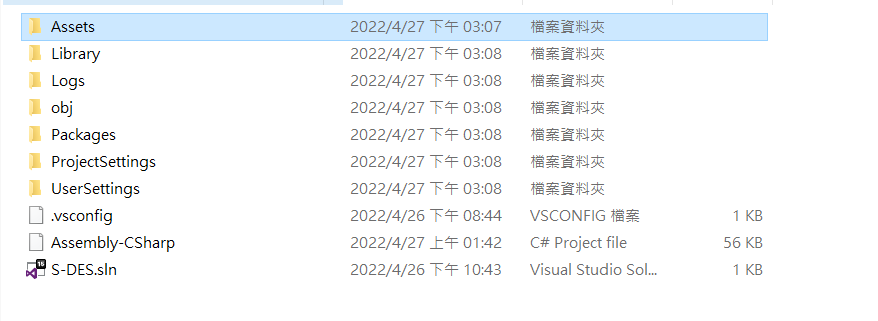 Assets 2022/4/27 下午 03:07 檔案資料夾
Library 2022/4/27 下午 03:08 檔案資料夾
Logs 2022/4/27 下午 03:08 檔案資料夾
obj 2022/4/27 下午 03:08 檔案資料夾
Packages 2022/4/27 下午 03:08 檔案資料夾
ProjectSettings 2022/4/27 下午 03:08 檔案資料夾
UserSettings 2022/4/27 下午 03:08 檔案資料夾
.vsconfig 2022/4/26 下午 08:44 VSCONFIG 檔案 1 KB
Assembly-CSharp 2022/4/27 上午 01:42 C# Project file 56 KB
S-DES.sln 2022/4/26 下午 10:43 Visual Studio Sol... 1 KB